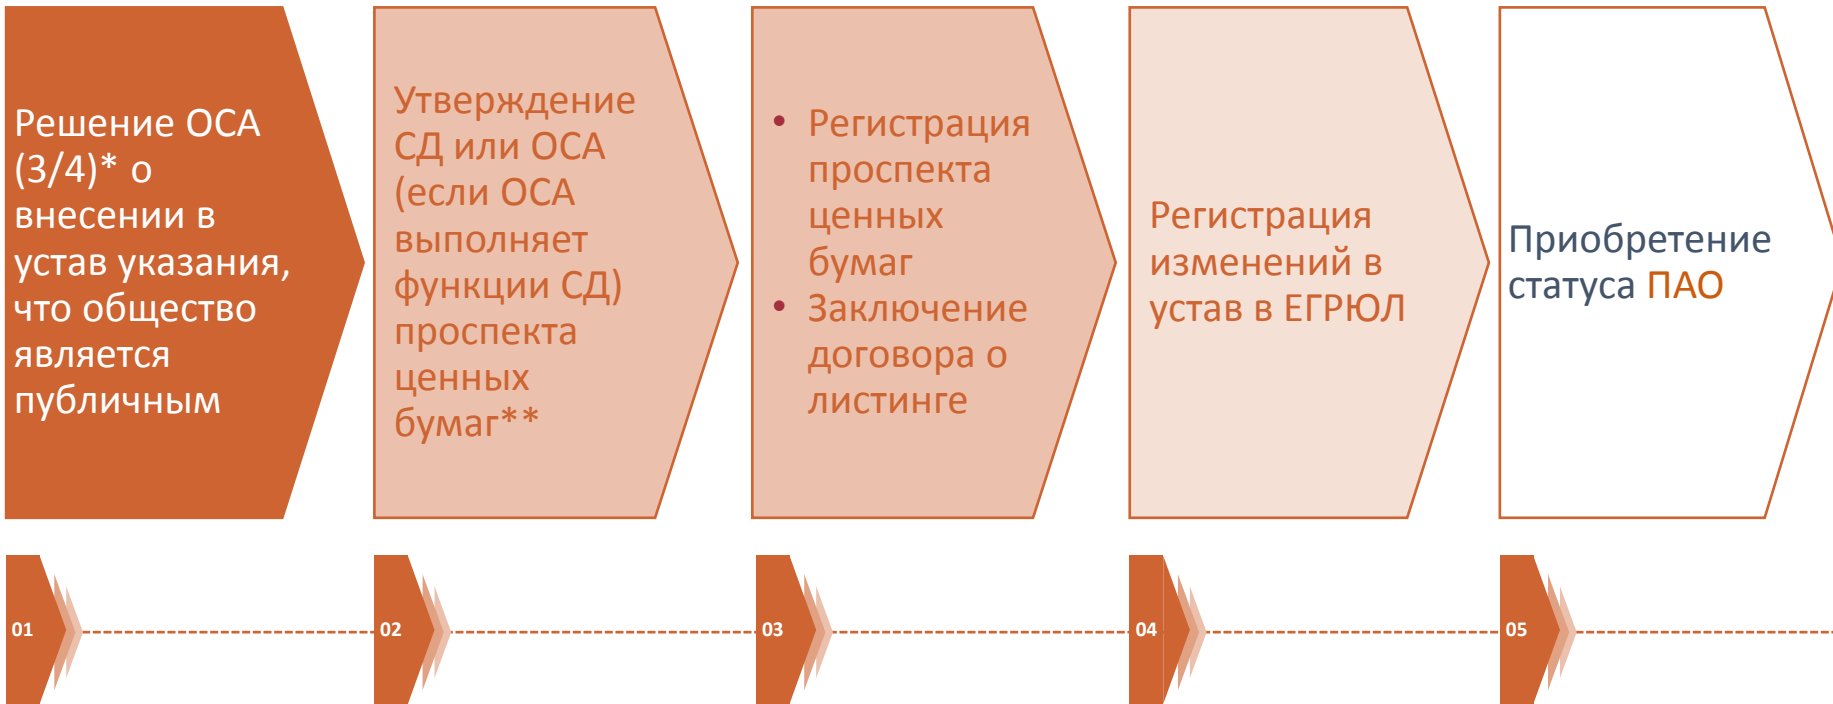 Решение ОСА
(3/4)* о
внесении в
устав указания,
что общество
является
публичным
Утверждение
СД или ОСА
(если ОСА
выполняет
функции СД)
проспекта
ценных
бумаг**
• Регистрация
проспекта
ценных
бумаг
• Заключение
договора о
листинге
Регистрация
изменений в
устав в ЕГРЮЛ
Приобретение
статуса ПАО
01
02
03
04
05